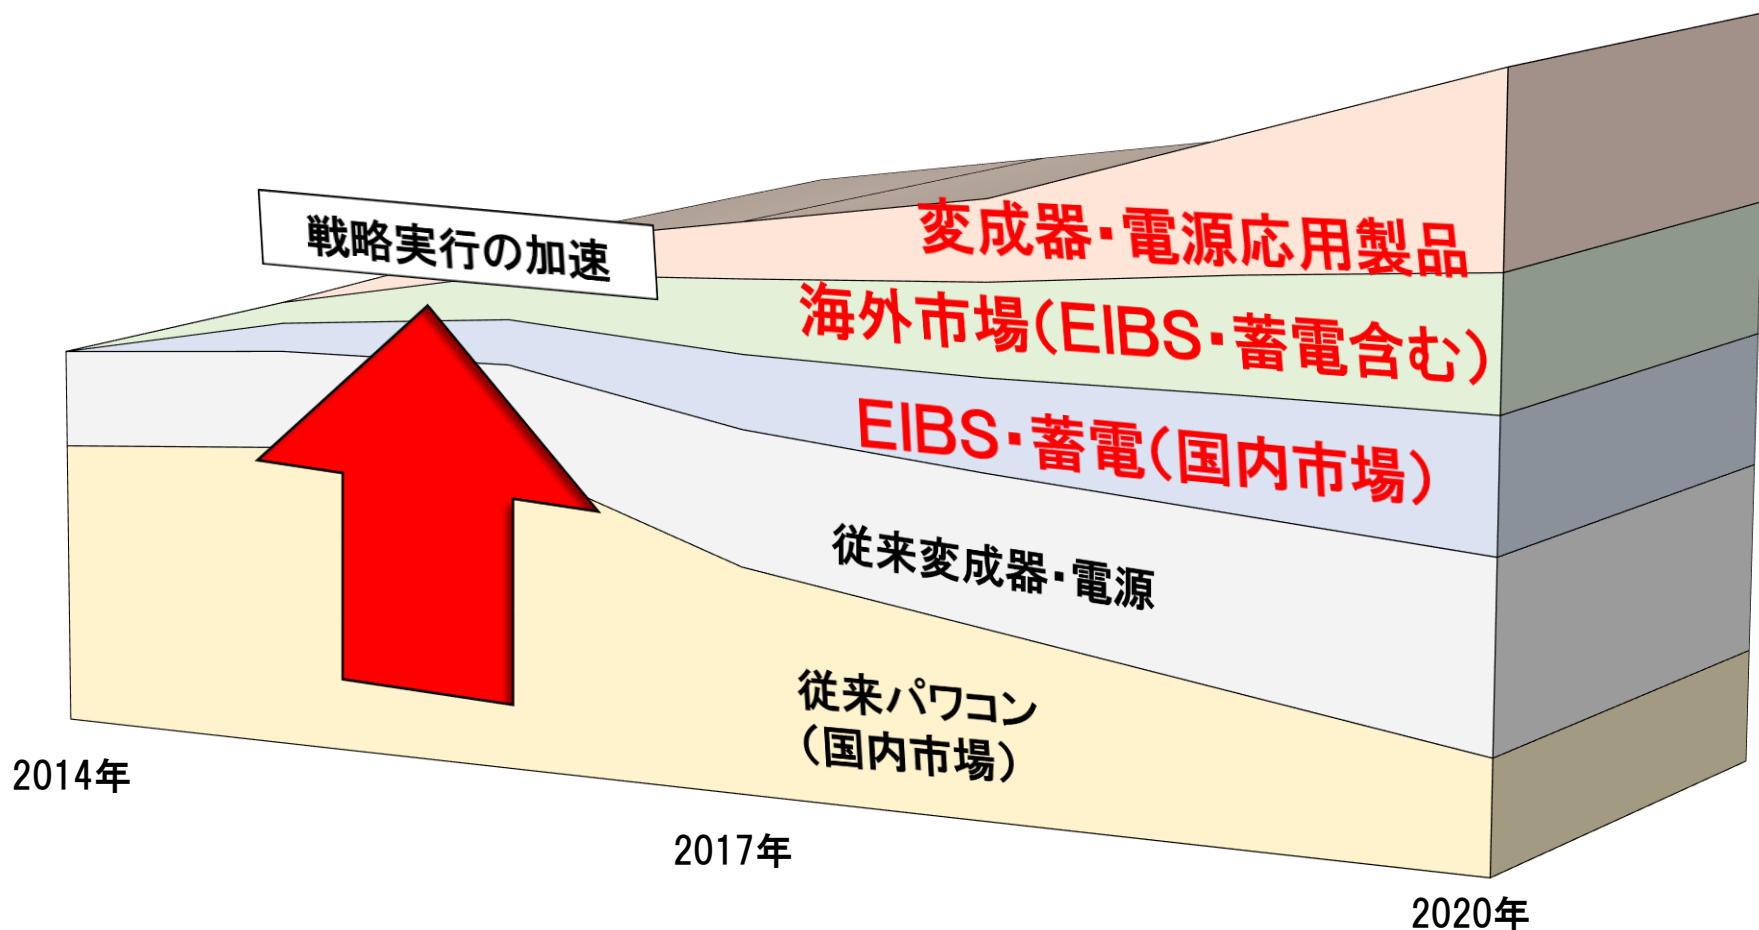 戦略実行の加速
変成器・電源応用製品
海外市場(EIBS・蓄電含む)
EIBS・蓄電(国内市場)
従来変成器・電源
従来パワコン
(国内市場)
2014年
2017年
2020年